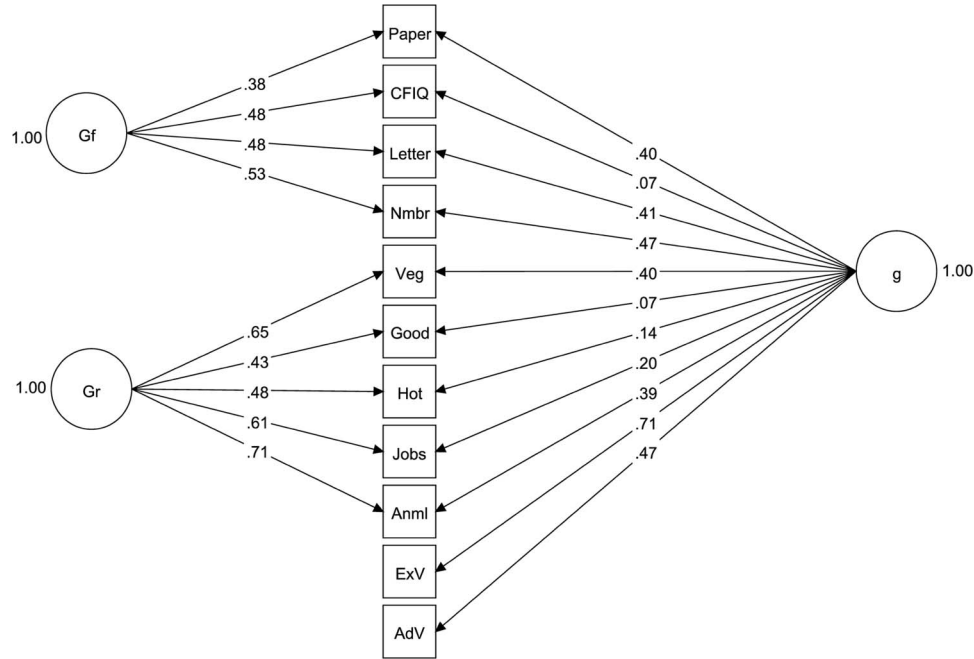 Paper
.38
CFIQ
.48
1.00
Gf
.48
Letter
.40
.53
.07
.41
Nmbr
.47
Veg
.40
g
1.00
.65
.07
Good
.14
.43
.20
1.00
Gr
.48
Hot
.39
.61
.71
Jobs
.71
.47
Anml
ExV
AdV